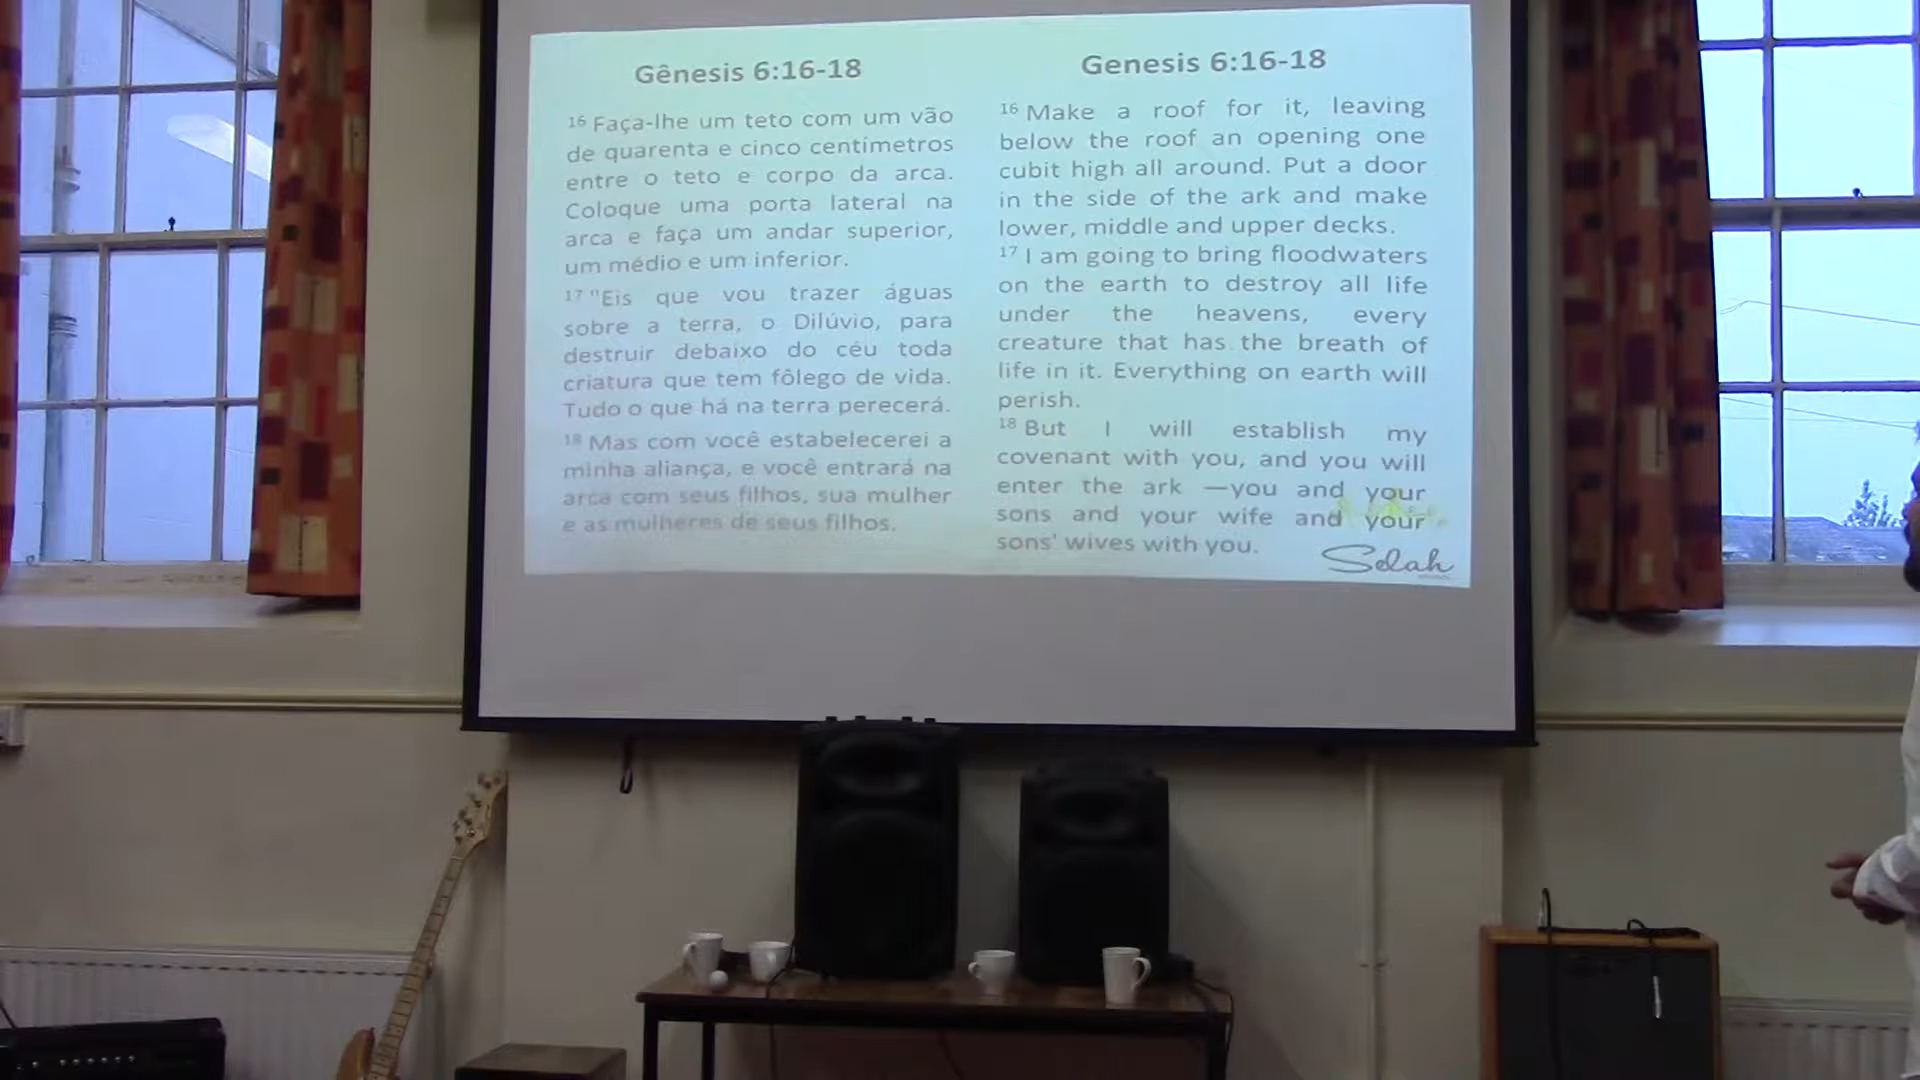 Gênesis 6:16-18
16 Faça-lhe um teto com um vão
de quarenta e cinco centímetros
entre o teto e corpo da arca.
Coloque uma porta lateral na
arca e faça um andar superior,
um médio e um inferior.
17 "Eis que vou trazer águas
sobre a terra, o Dilúvio, para
destruir debaixo do céu toda
criatura que tem fôlego de vida.
Tudo o que há na terra perecerá.
18 Mas com você estabelecerei a
minha aliança, e você entrará na
arca com seus filhos, sua mulher
e as mulheres de seus filhos.
Genesis 6:16-18
16 Make a roof for it, leaving
below the roof an opening one
cubit high all around. Put a door
in the side of the ark and make
lower, middle and upper decks.
17 I am going to bring floodwaters
on the earth to destroy all life
under the heavens, every
creature that has the breath of
life in it. Everything on earth will
perish.
18 But I will establish my
covenant with you, and you will
enter the ark —you and your
sons and your wife and your
sons' wives with you.
Selah